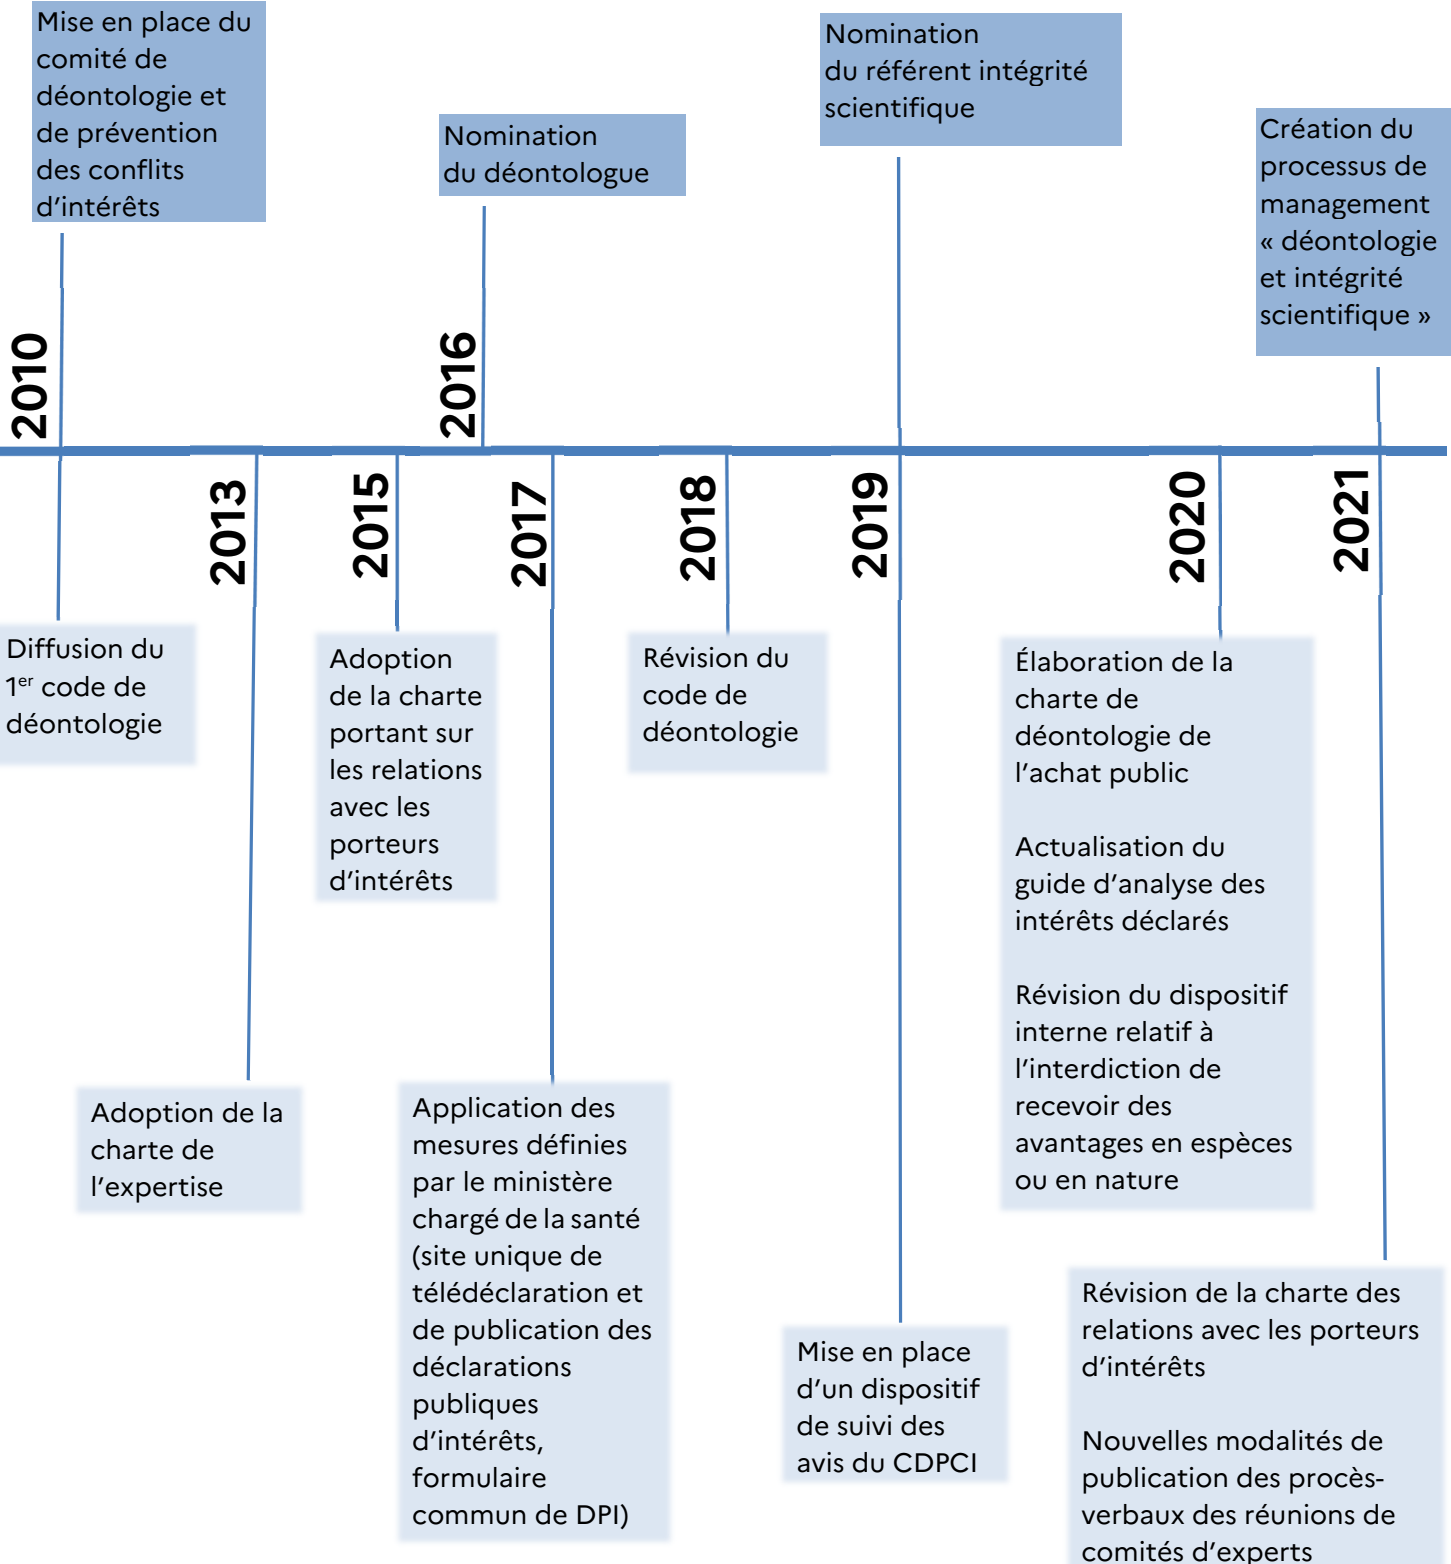 Mise en place du
comité de
déontologie et
de prévention
des conflits
d’intérêts
Nomination
du déontologue
Nomination
du référent intégrité
scientifique
Création du
processus de
management
« déontologie
et intégrité
scientifique »
2010
2016
2013
2015
2017
2018
2019
2020
2021
Diffusion du
1er code de
déontologie
Adoption
de la charte
portant sur
les relations
avec les
porteurs
d’intérêts
Révision du
code de
déontologie
Élaboration de la
charte de
déontologie de
l’achat public
Actualisation du
guide d’analyse des
intérêts déclarés
Révision du dispositif
interne relatif à
l’interdiction de
recevoir des
avantages en espèces
ou en nature
Adoption de la
charte de
l’expertise
Application des
mesures définies
par le ministère
chargé de la santé
(site unique de
télédéclaration et
de publication des
déclarations
publiques
d’intérêts,
formulaire
commun de DPI)
Mise en place
d’un dispositif
de suivi des
avis du CDPCI
Révision de la charte des
relations avec les porteurs
d’intérêts
Nouvelles modalités de
publication des procès-
verbaux des réunions de
comités d’experts